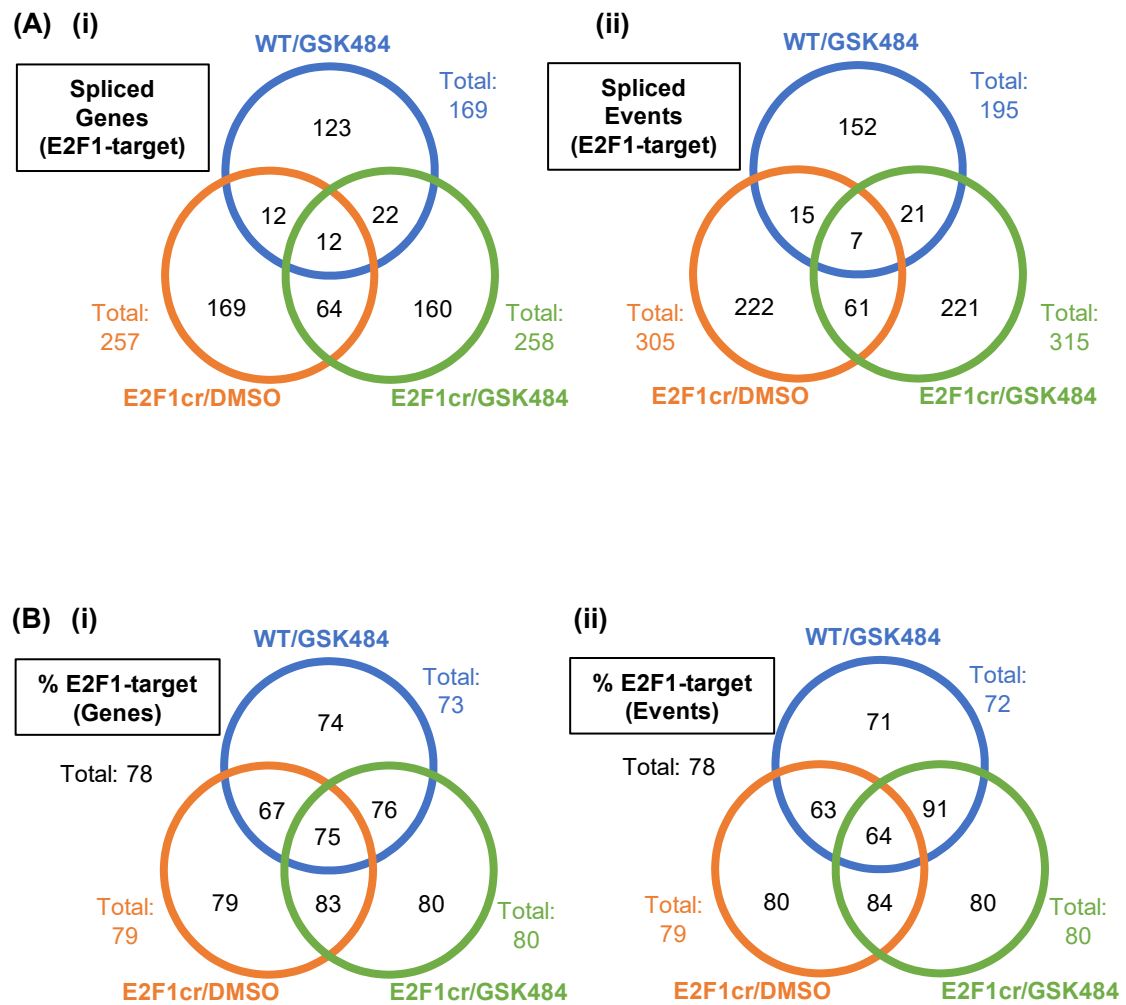 (A) (i)
WT/GSK484
Spliced
Genes
(E2F1-target)
Total:
169
123
12
22
12
169
64
160
Total:
257
Total:
258
E2F1cr/DMSO
E2F1cr/GSK484
ii)
WT/GSK484
Spliced
Events
(E2F1-target)
Total:
195
152
15
21
7
222
61
221
Total:
305
Total:
315
E2F1cr/DMSO
E2F1cr/GSK484
(B) (i)
WT/GSK484
% E2F1-target
(Genes)
Total:
73
74
Total: 78
67
76
75
79
83
80
Total:
79
Total:
80
E2F1cr/DMSO
E2F1cr/GSK484
(ii)
WT/GSK484
% E2F1-target
(Events)
Total:
72
71
Total: 78
63
91
64
80
84
80
Total:
79
Total:
80
E2F1cr/DMSO
E2F1cr/GSK484